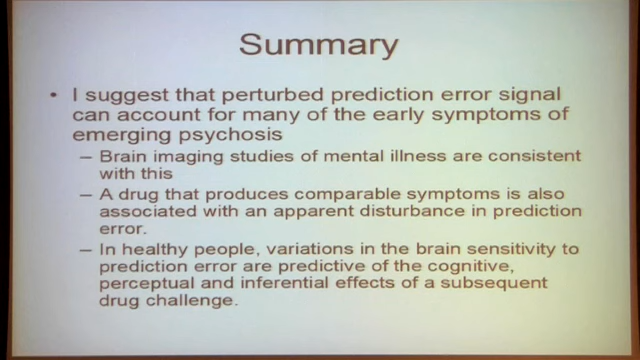 Summary
• I suggest that perturbed prediction error signal
can account for many of the early symptoms of
emerging psychosis
– Brain imaging studies of mental illness are consistent
with this
– A drug that produces comparable symptoms is also
associated with an apparent disturbance in prediction
error.
– In healthy people, variations in the brain sensitivity to
prediction error are predictive of the cognitive,
perceptual and inferential effects of a subsequent
drug challenge.